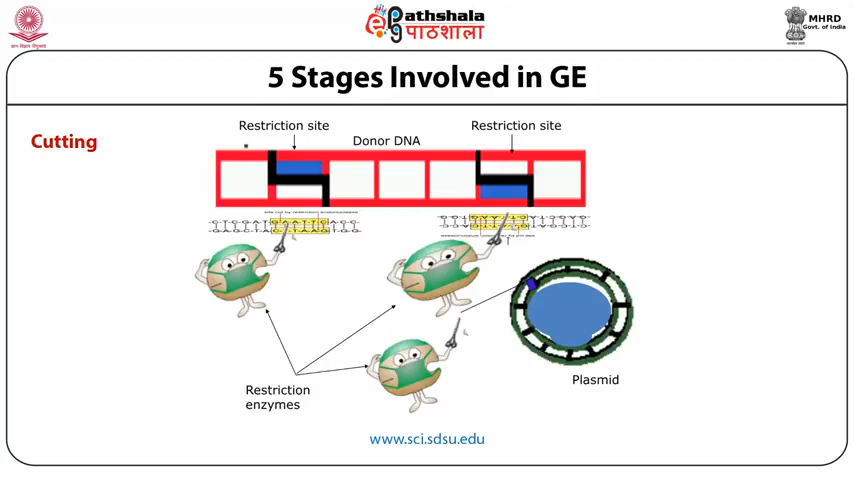 Pathshala
पाठशाला
MHRD
Govt. of India
5 Stages Involved in GE
Cutting
Restriction site
Restriction site
Donor DNA
Restriction
enzymes
Plasmid
www.sci.sdsu.edu